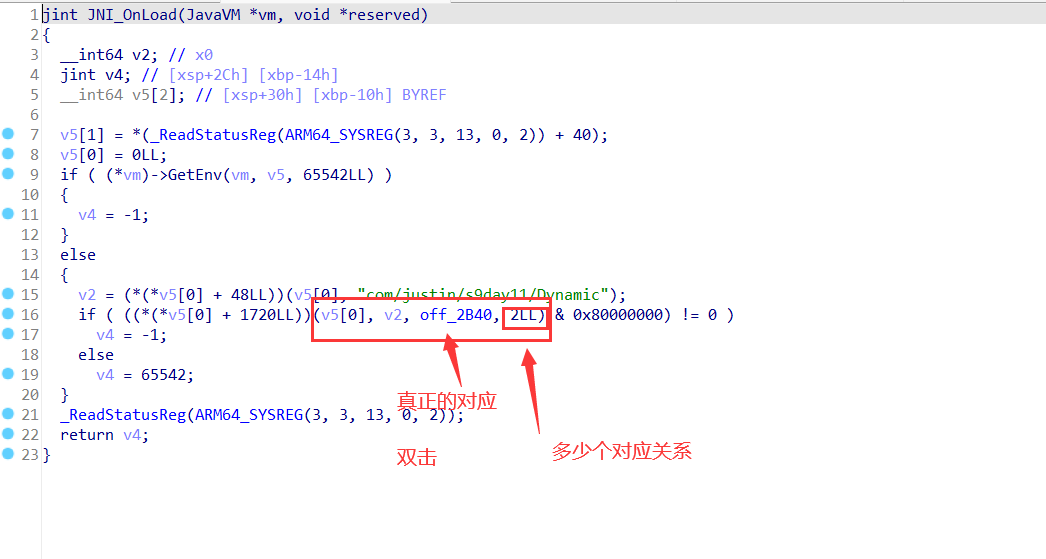 1 jint JNI_OnLoad(JavaVM *vm, void *reserved)
2 {
3 __int64 v2; // x0
4 jint v4; // [xsp+2Ch] [xbp-14h]
5 __int64 v5[2]; // [xsp+30h] [xbp-10h] BYREF
6
7 v5[1] = *(_ReadStatusReg(ARM64_SYSREG(3, 3, 13, 0, 2)) + 40);
8 v5[0] = 0LL;
9 if ( (*vm)->GetEnv(vm, v5, 65542LL) )
10 {
11 v4 = -1;
12 }
13 else
14 {
15 v2 = (*(*v5[0] + 48LL))(v5[0], "com/justin/s9day11/Dynamic");
16 if ( ((*(*v5[0] + 1720LL))(v5[0], v2, off_2B40, 2LL) & 0x80000000) != 0 )
17 v4 = -1;
18 else
19 v4 = 65542;
20 }
21 _ReadStatusReg(ARM64_SYSREG(3, 3, 13, 0, 2));
22 return v4;
23 }
真正的对应
双击
多少个对应关系